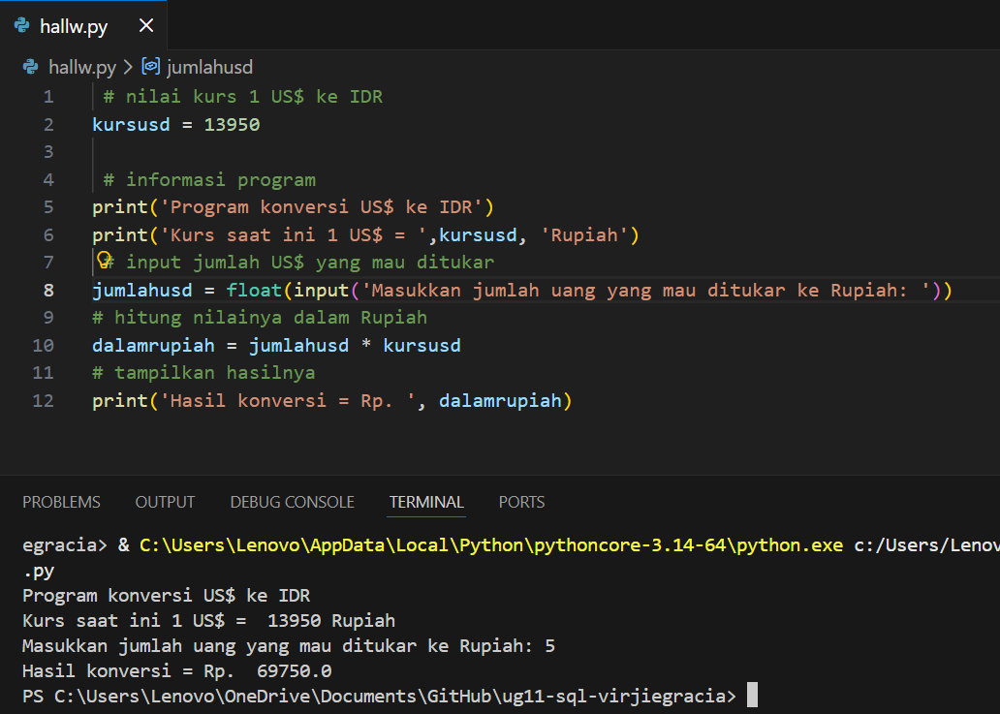 hallw.py
hallw.py > jumlahusd
1 # nilai kurs 1 US$ ke IDR
2 kursusd = 13950
3
4 # informasi program
5 print('Program konversi US$ ke IDR')
6 print('Kurs saat ini 1 US$ = ',kursusd, 'Rupiah')
7 # input jumlah US$ yang mau ditukar
8 jumlahusd = float(input('Masukkan jumlah uang yang mau ditukar ke Rupiah: '))
9 # hitung nilainya dalam Rupiah
10 dalamrupiah = jumlahusd * kursusd
11 # tampilkan hasilnya
12 print('Hasil konversi = Rp. ', dalamrupiah)
PROBLEMS OUTPUT DEBUG CONSOLE TERMINAL PORTS
egracia> & C:\Users\Lenovo\AppData\Local\Python\pythoncore-3.14-64\python.exe c:/Users/Lenov
.py
Program konversi US$ ke IDR
Kurs saat ini 1 US$ =  13950 Rupiah
Masukkan jumlah uang yang mau ditukar ke Rupiah: 5
Hasil konversi = Rp.  69750.0
PS C:\Users\Lenovo\OneDrive\Documents\GitHub\ug11-sql-virjiegracia>